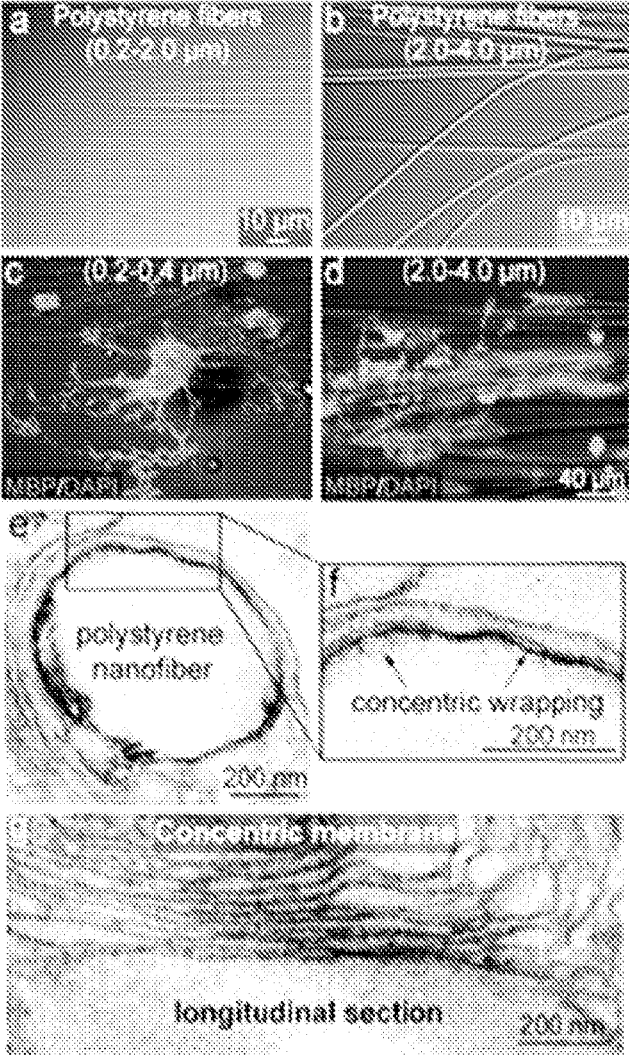 a Polystyrene fibers
(0.2-2.0 µm)
10 µm
b Polystyrene fibers
(2.0-4.0 µm)
10 µm
c (0.2-0.4 µm)
MBP/DAPI
d (2.0-4.0 µm)
MBP/DAPI
40 µm
e
polystyrene
nanofiber
200 nm
f
concentric wrapping
200 nm
g Concentric membrane
longitudinal section
200 nm